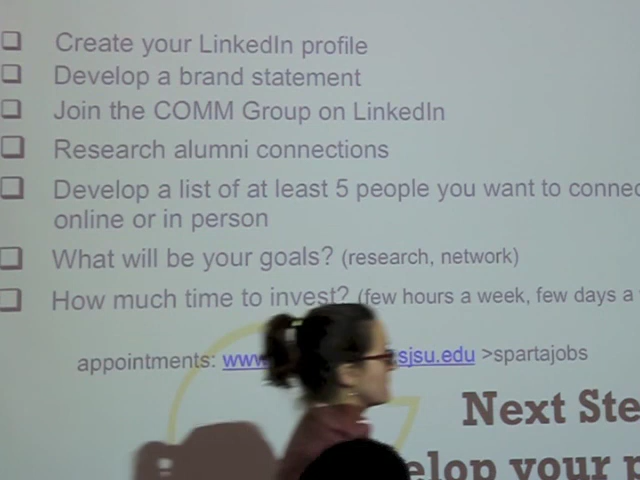 Create your LinkedIn profile
Develop a brand statement
Join the COMM Group on LinkedIn
Research alumni connections
Develop a list of at least 5 people you want to connec
online or in person
What will be your goals? (research, network)
How much time to invest? (few hours a week, few days a
appointments: www sjsu.edu >spartajobs
Next Ste
elop your p